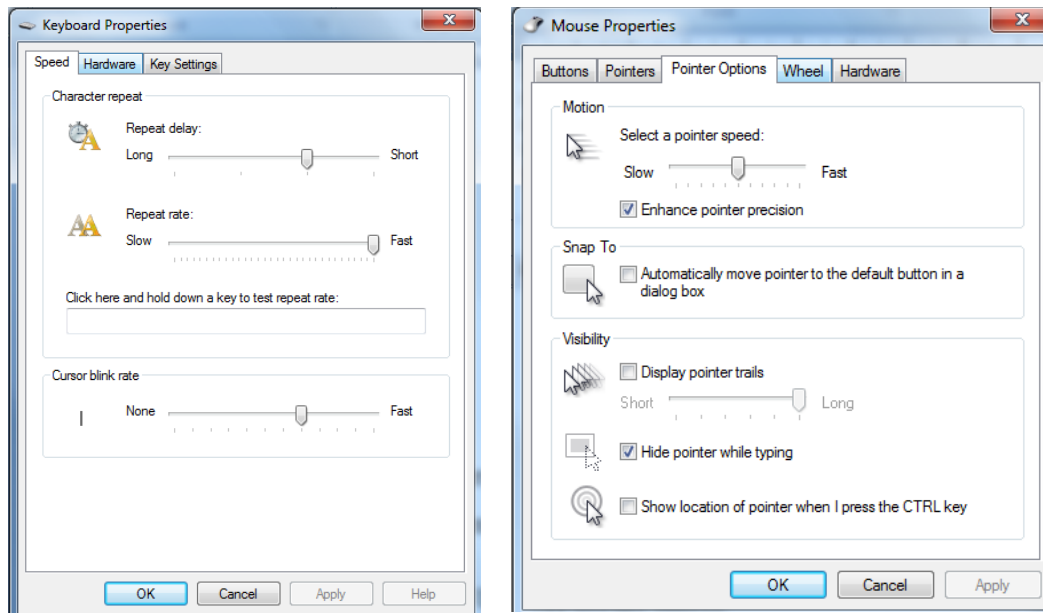 Keyboard Properties
Speed Hardware Key Settings
Character repeat
Repeat delay:
Long Short
Repeat rate:
Slow Fast
Click here and hold down a key to test repeat rate:
Cursor blink rate
None Fast
OK Cancel Apply Help
Mouse Properties
Buttons Pointers Pointer Options Wheel Hardware
Motion
Select a pointer speed:
Slow Fast
Enhance pointer precision
Snap To
Automatically move pointer to the default button in a
dialog box
Visibility
Display pointer trails
Short Long
Hide pointer while typing
Show location of pointer when I press the CTRL key
OK Cancel Apply